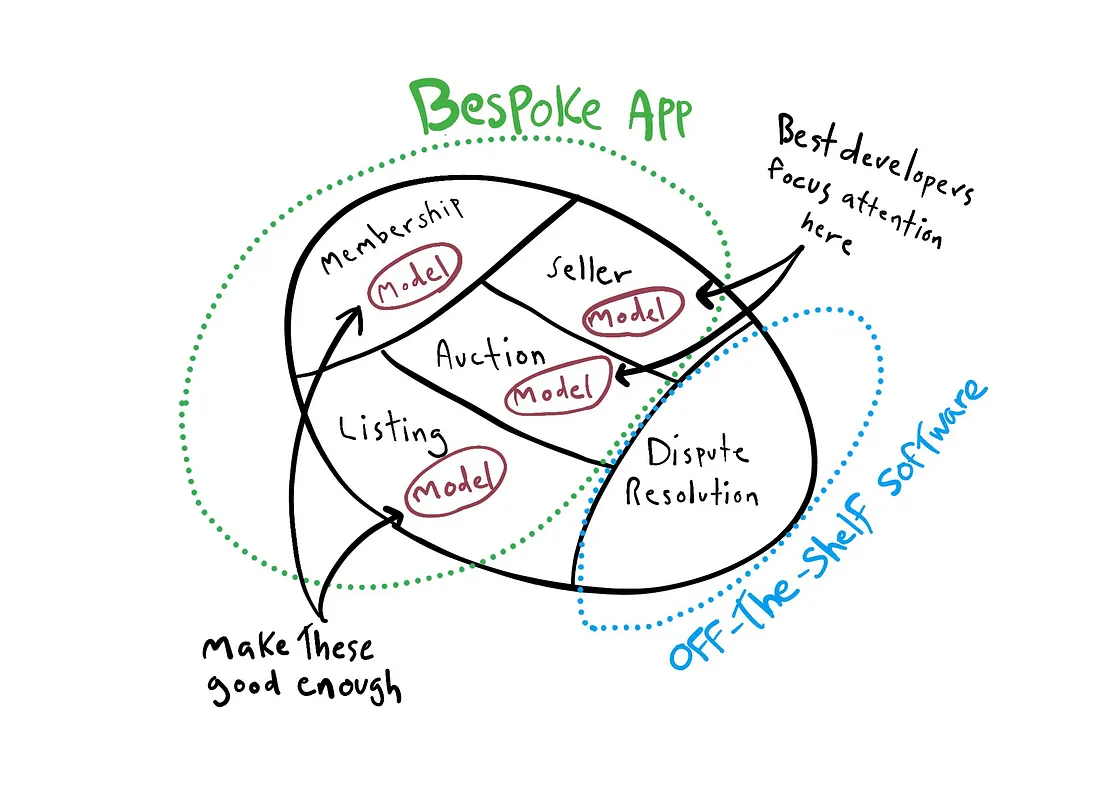 Bespoke App
Best developers
focus attention
here
Membership
Model
Seller
Model
Auction
Model
Listing
Model
Dispute
Resolution
OFF-The-Shelf Software
Make These
good enough